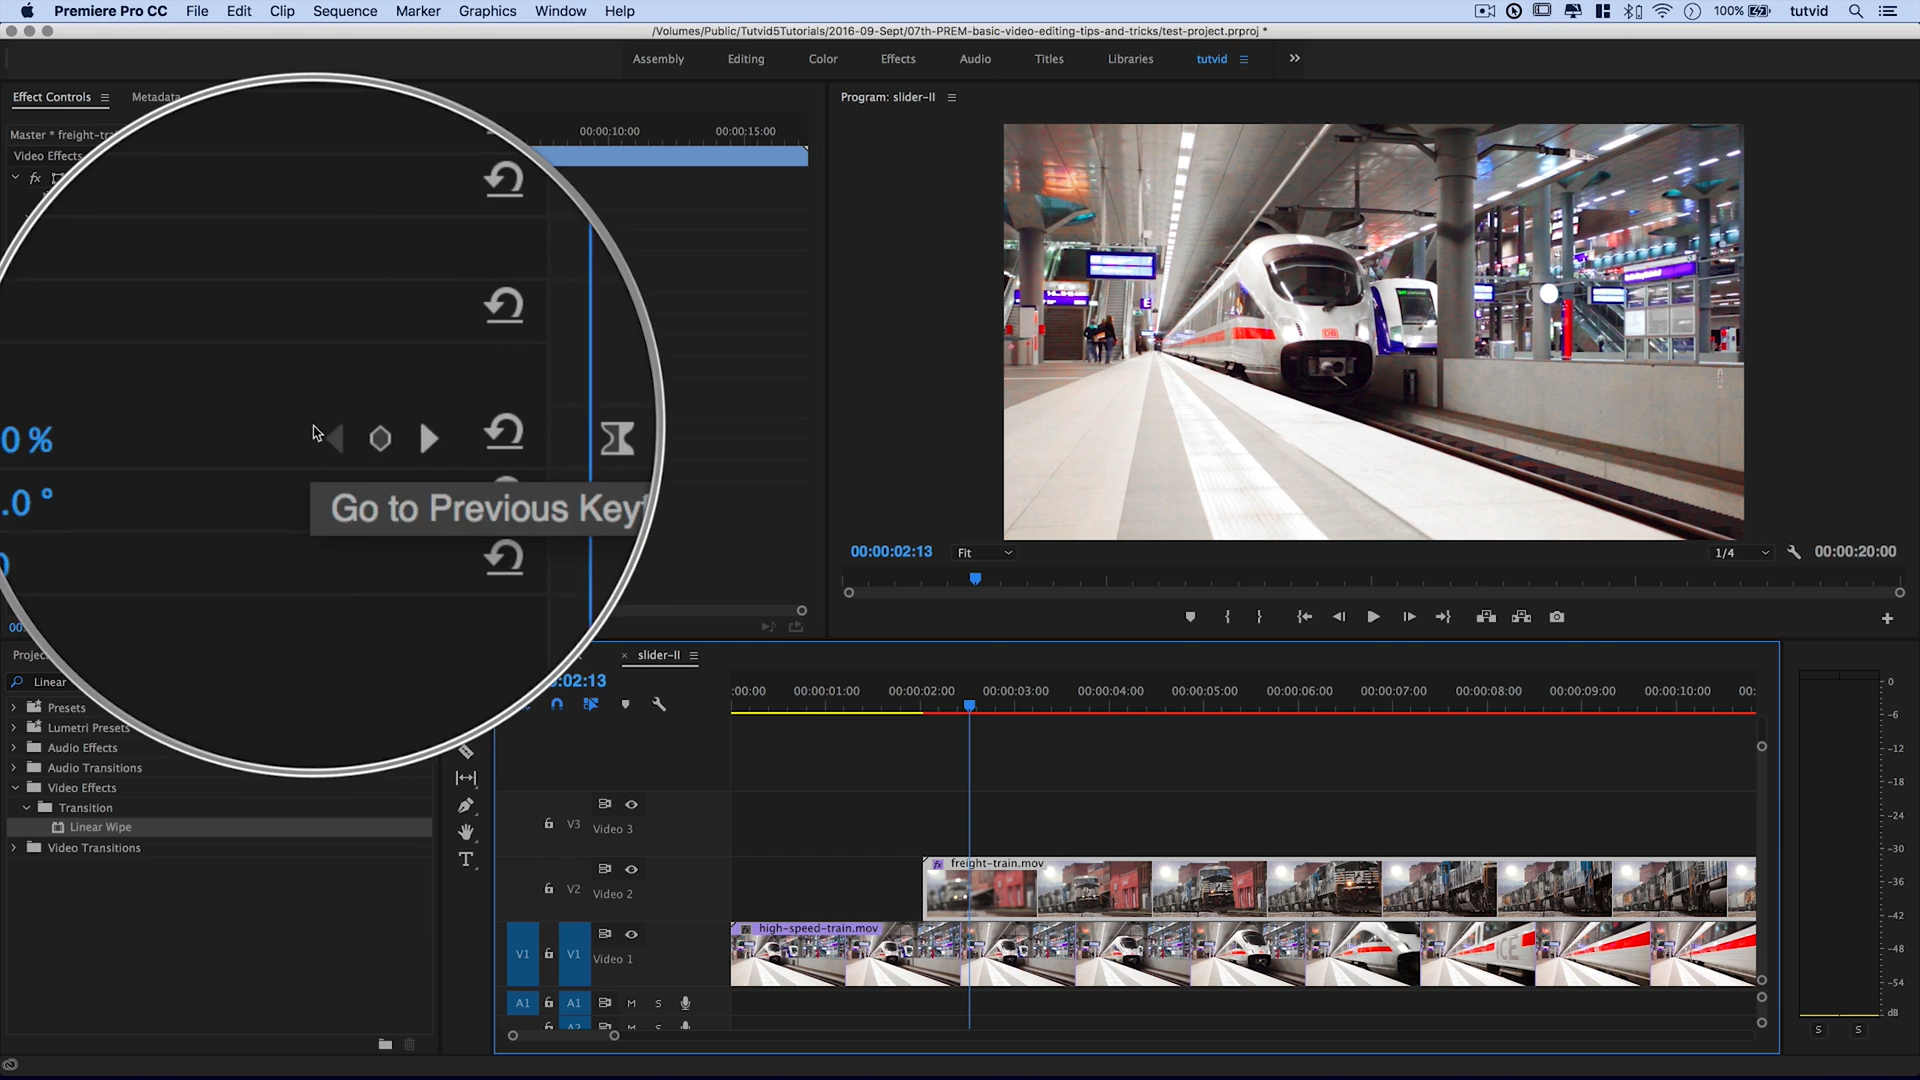 Premiere Pro CC File Edit Clip Sequence Marker Graphics Window Help 100% tutvid
/Volumes/Public/Tutvid5Tutorials/2016-09-Sept/07th-PREM-basic-video-editing-tips-and-tricks/test-project.prproj *
Assembly Editing Color Effects Audio Titles Libraries tutvid
Effect Controls Metadata
Program: slider-II
Master * freight-tra
00:00:10:00 00:00:15:00
Video Effects
fx
0 %
.0 °
Go to Previous Key
00:00:02:13 Fit 1/4 00:00:20:00
00:
Project
slider-II
Linear
:02:13
:00:00 00:00:01:00 00:00:02:00 00:00:03:00 00:00:04:00 00:00:05:00 00:00:06:00 00:00:07:00 00:00:08:00 00:00:09:00 00:00:10:00 00:
Presets
Lumetri Presets
Audio Effects
Audio Transitions
Video Effects
Transition
Linear Wipe
Video Transitions
T
V3 Video 3
fx freight-train.mov
V2 Video 2
fx high-speed-train.mov
V1 V1 Video 1
A1 A1 M S
A2 M S
0
-6
-12
-18
-24
-30
-36
-42
-48
-54
dB
S S